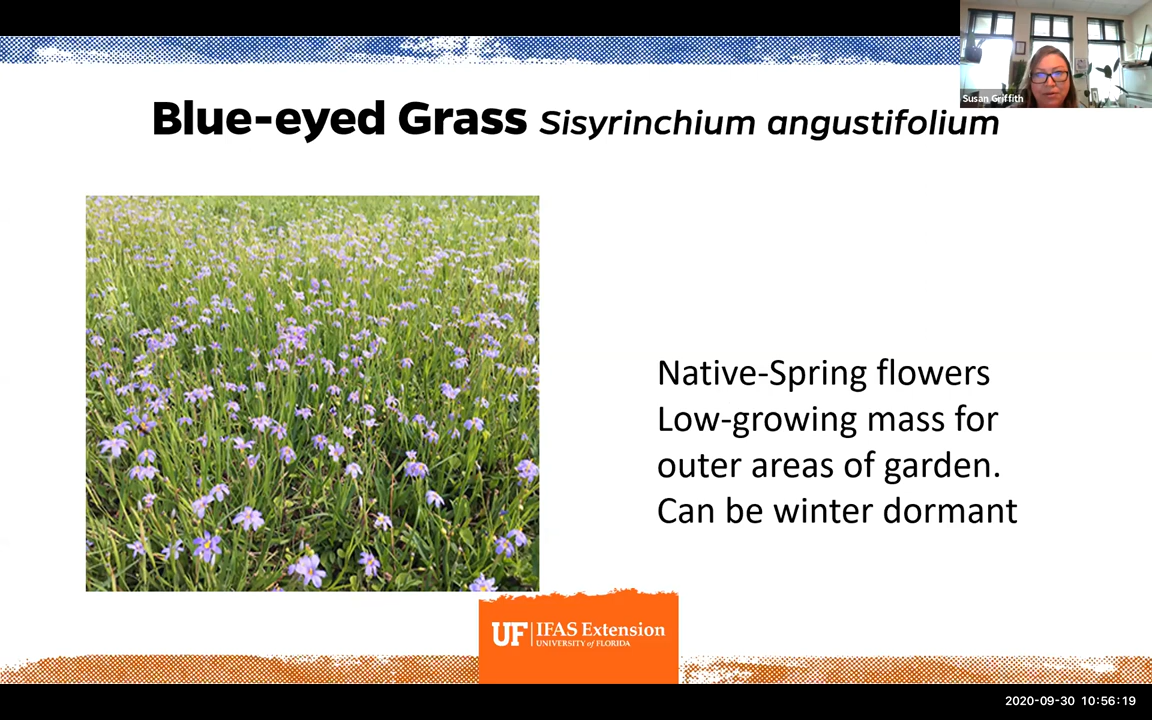 Susan Griffith
Blue-eyed Grass Sisyrinchium angustifolium
Native-Spring flowers
Low-growing mass for
outer areas of garden.
Can be winter dormant
UF IFAS Extension
UNIVERSITY of FLORIDA
2020-09-30 10:56:19